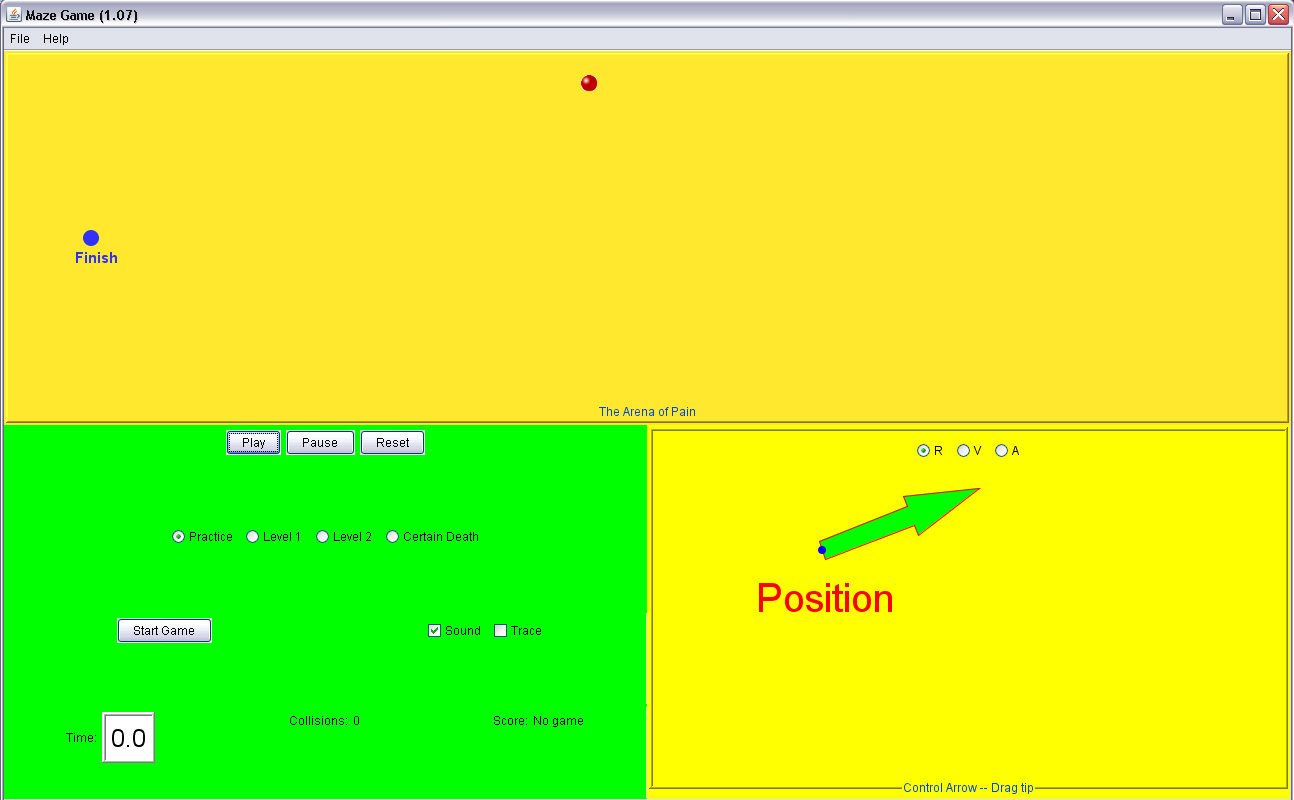 Maze Game (1.07)
File Help
Finish
The Arena of Pain
Play Pause Reset
R V A
Practice Level 1 Level 2 Certain Death
Position
Start Game Sound Trace
Collisions: 0 Score: No game
Time: 0.0
Control Arrow -- Drag tip